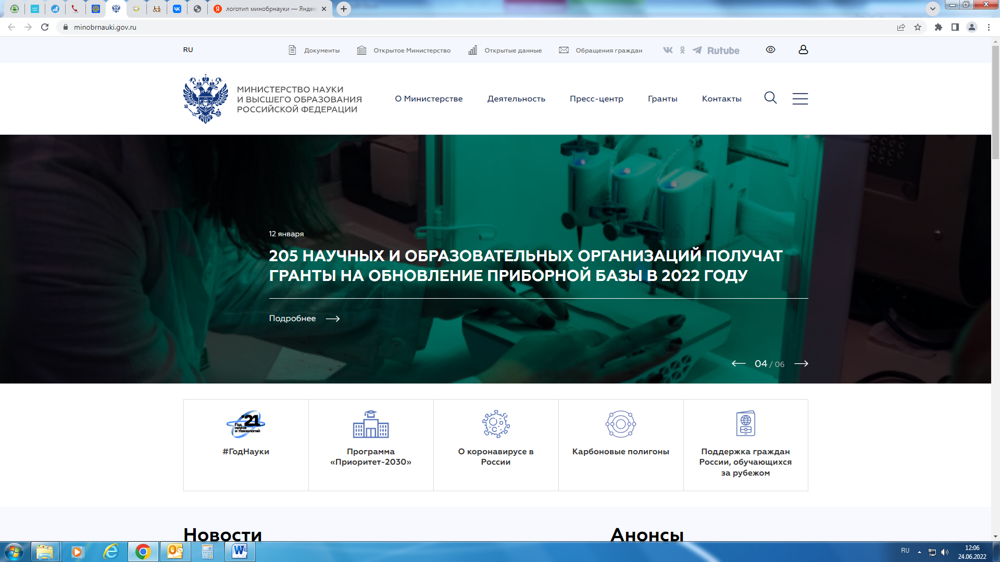 логотип минобрнауки — Яндек
minobrnauki.gov.ru
RU
Документы
Открытое Министерство
Открытые данные
Обращения граждан
Rutube
МИНИСТЕРСТВО НАУКИ
И ВЫСШЕГО ОБРАЗОВАНИЯ
РОССИЙСКОЙ ФЕДЕРАЦИИ
О Министерстве
Деятельность
Пресс-центр
Гранты
Контакты
12 января
205 НАУЧНЫХ И ОБРАЗОВАТЕЛЬНЫХ ОРГАНИЗАЦИЙ ПОЛУЧАТ
ГРАНТЫ НА ОБНОВЛЕНИЕ ПРИБОРНОЙ БАЗЫ В 2022 ГОДУ
Подробнее
04 / 06
'21
Год
науки
и технологий
#ГодНауки
Программа
«Приоритет-2030»
О коронавирусе в
России
Карбоновые полигоны
Поддержка граждан
России, обучающихся
за рубежом
Новости
Анонсы
RU
12:06
24.06.2022